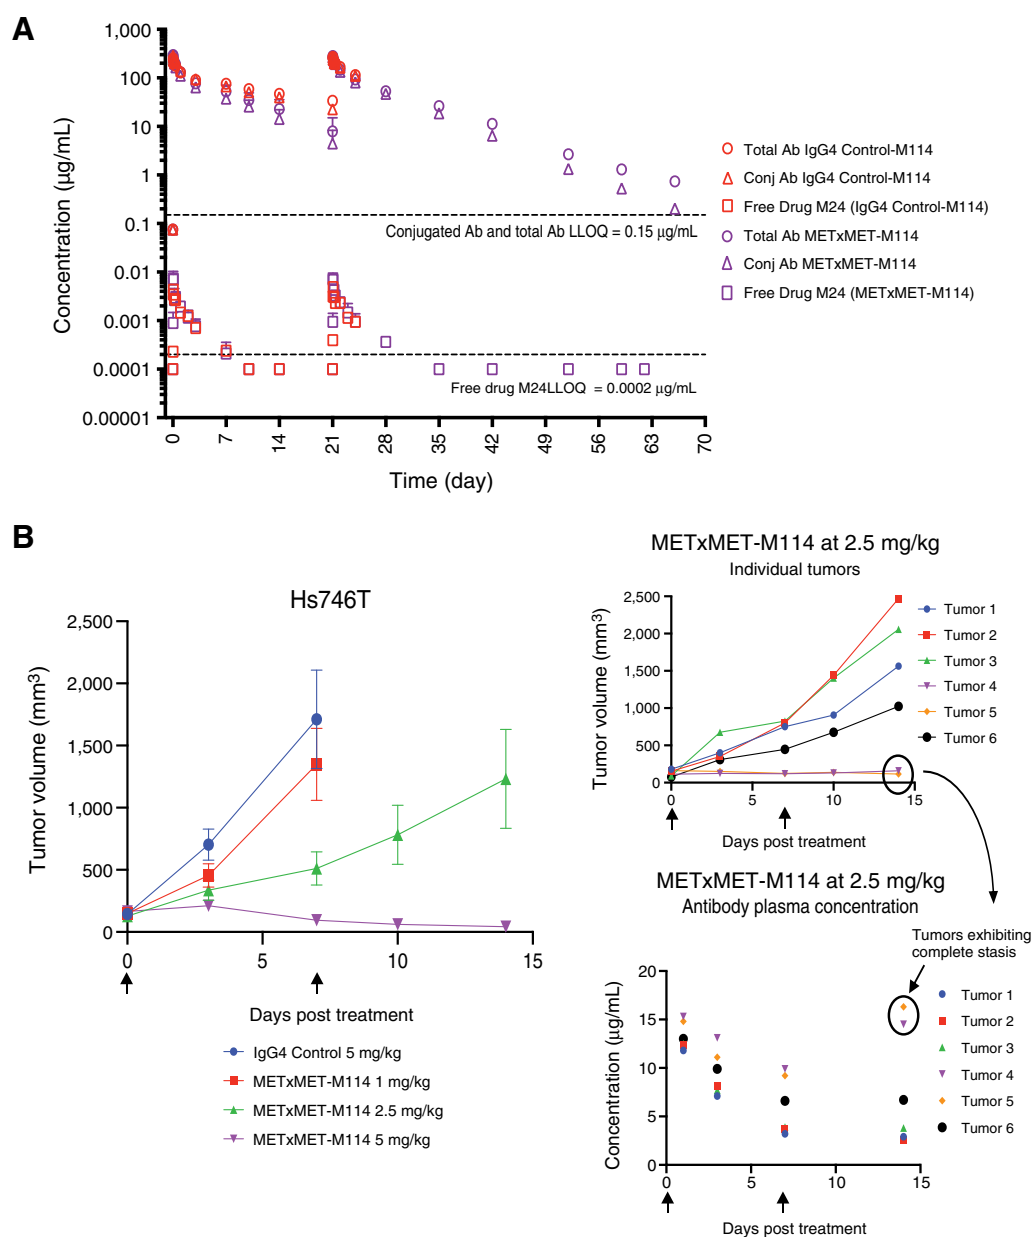 A
1,000
100
10
1
0.1
0.01
0.001
0.0001
0.00001
Concentration (µg/mL)
Conjugated Ab and total Ab LLOQ = 0.15 µg/mL
Free drug M24LLOQ = 0.0002 µg/mL
0 7 14 21 28 35 42 49 56 63 70
Time (day)
Total Ab IgG4 Control-M114
Conj Ab IgG4 Control-M114
Free Drug M24 (IgG4 Control-M114)
Total Ab METxMET-M114
Conj Ab METxMET-M114
Free Drug M24 (METxMET-M114)
B
Hs746T
2,500
2,000
1,500
1,000
500
0
Tumor volume (mm³)
0 5 10 15
Days post treatment
IgG4 Control 5 mg/kg
METxMET-M114 1 mg/kg
METxMET-M114 2.5 mg/kg
METxMET-M114 5 mg/kg
METxMET-M114 at 2.5 mg/kg
Individual tumors
2,500
2,000
1,500
1,000
500
0
Tumor volume (mm³)
0 5 10 15
Days post treatment
Tumor 1
Tumor 2
Tumor 3
Tumor 4
Tumor 5
Tumor 6
METxMET-M114 at 2.5 mg/kg
Antibody plasma concentration
Tumors exhibiting
complete stasis
20
15
10
5
0
Concentration (µg/mL)
0 5 10 15
Days post treatment
Tumor 1
Tumor 2
Tumor 3
Tumor 4
Tumor 5
Tumor 6